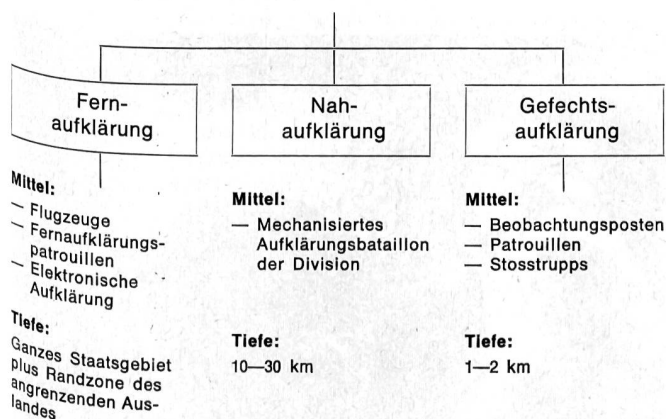 Fern-
aufklärung
Mittel:
— Flugzeuge
— Fernaufklärungs-
patrouillen
— Elektronische
Aufklärung
Tiefe:
Ganzes Staatsgebiet
plus Randzone des
angrenzenden Aus-
landes
Nah-
aufklärung
Mittel:
— Mechanisiertes
Aufklärungsbataillon
der Division
Tiefe:
10—30 km
Gefechts-
aufklärung
Mittel:
— Beobachtungsposten
— Patrouillen
— Stosstrupps
Tiefe:
1—2 km